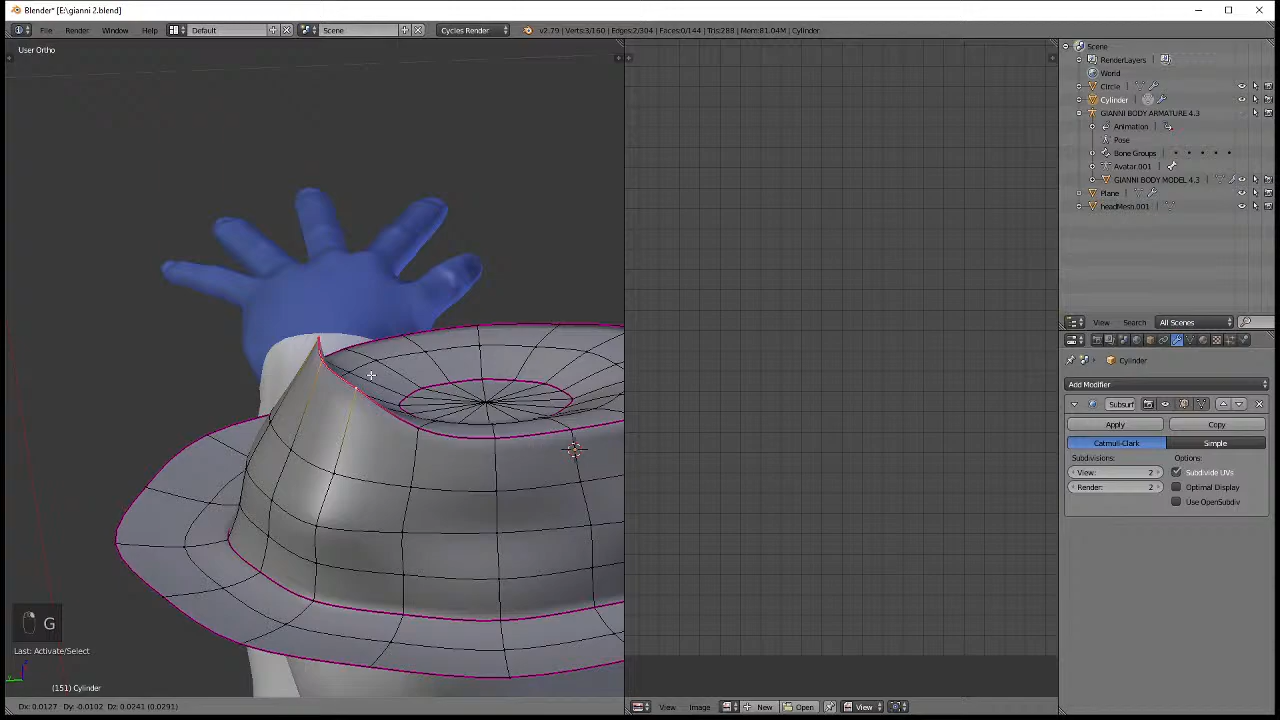 Blender* [E:\gianni 2.blend]
File Render Window Help Default Scene Cycles Render v2.79 | Verts:3/160 | Edges:2/304 | Faces:0/144 | Tris:288 | Mem:81.04M | Cylinder
User Ortho
Scene
RenderLayers
World
Circle
Cylinder
GIANNI BODY ARMATURE 4.3
Animation
Pose
Bone Groups
Avatar.001
GIANNI BODY MODEL 4.3
Plane
headMesh.001
View Search All Scenes
Cylinder
Add Modifier
Subsurf
Apply Copy
Catmull-Clark Simple
Subdivisions: Options:
View: 2 Subdivide UVs
Render: 2 Optimal Display
Use OpenSubdiv
G
Last: Activate/Select
(151) Cylinder
Dx: 0.0127 Dy: -0.0102 Dz: 0.0241 (0.0291)
View Image New Open View